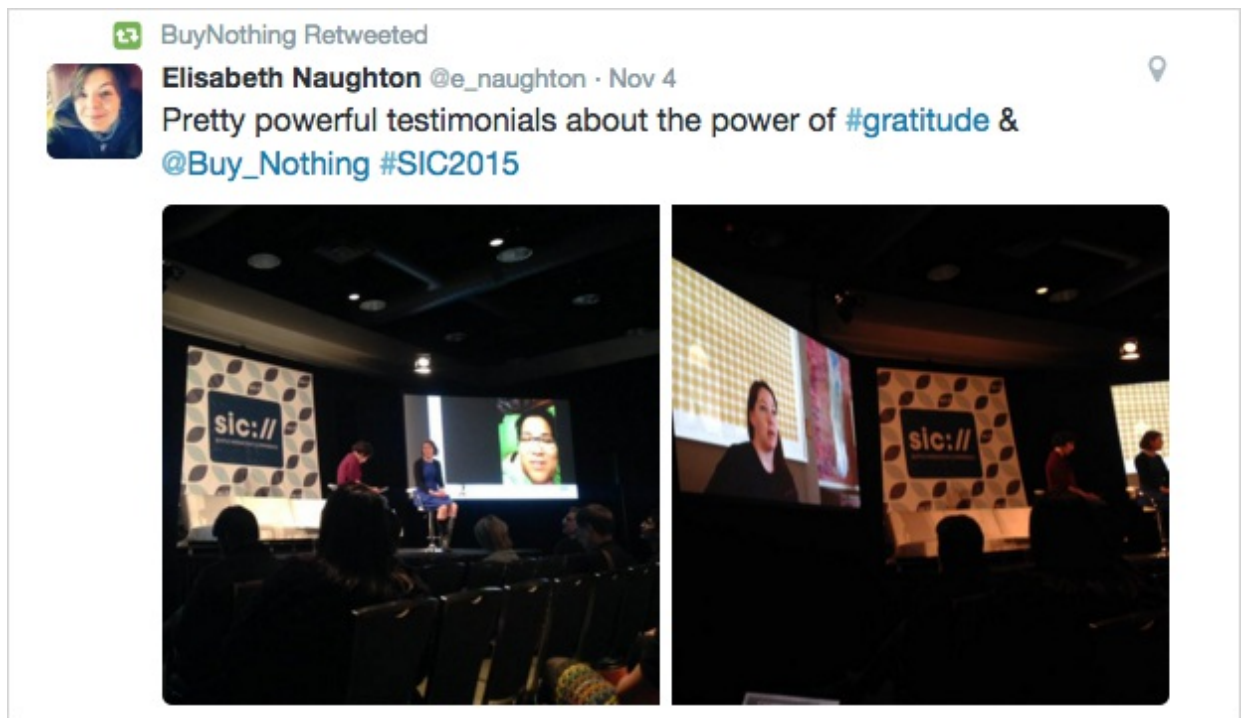 BuyNothing Retweeted
Elisabeth Naughton @e_naughton · Nov 4
Pretty powerful testimonials about the power of #gratitude &
@Buy_Nothing #SIC2015
sic://
sic://